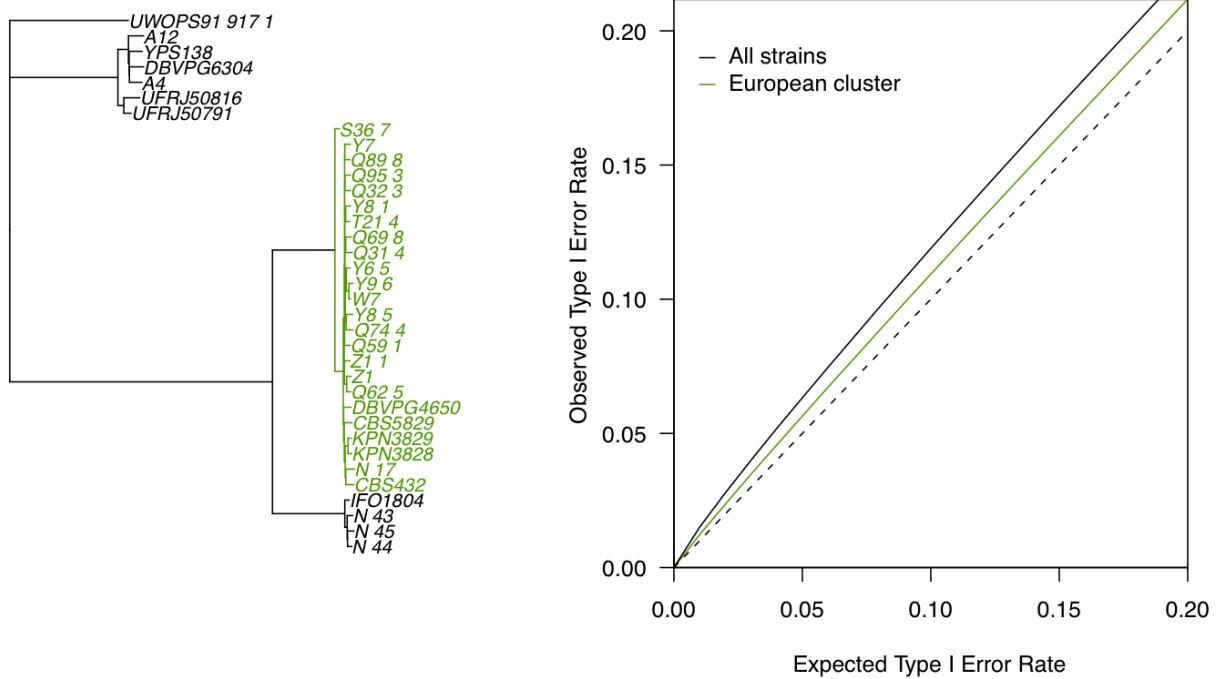 UWOPS91 917 1
A12
YPS138
DBVPG6304
A4
UFRJ50816
UFRJ50791
S36 7
Y7
Q89 8
Q95 3
Q32 3
Y8 1
T21 4
Q69 8
Q31 4
Y6 5
Y9 6
W7
Y8 5
Q74 4
Q59 1
Z1 1
Z1
Q62 5
DBVPG4650
CBS5829
KPN3829
KPN3828
N 17
CBS432
IFO1804
N 43
N 45
N 44
All strains
European cluster
Observed Type I Error Rate
0.20
0.15
0.10
0.05
0.00
0.00 0.05 0.10 0.15 0.20
Expected Type I Error Rate